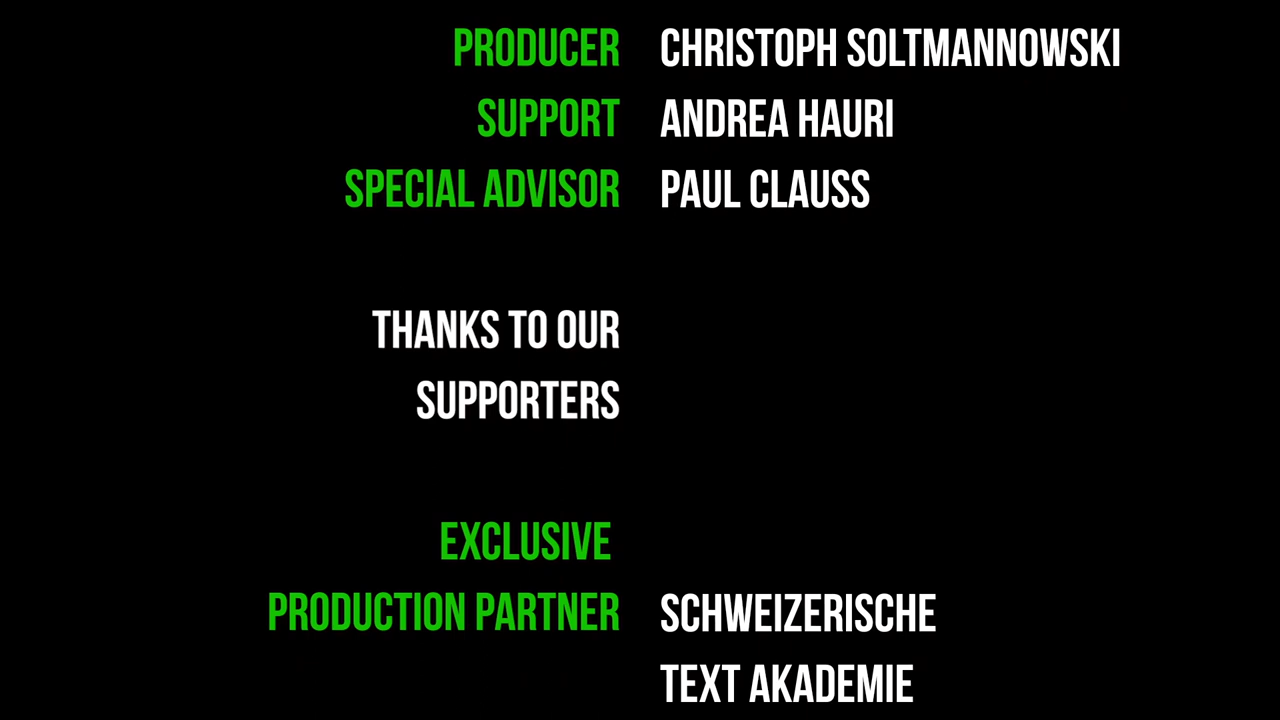 PRODUCER CHRISTOPH SOLTMANNOWSKI
SUPPORT ANDREA HAURI
SPECIAL ADVISOR PAUL CLAUSS
THANKS TO OUR
SUPPORTERS
EXCLUSIVE
PRODUCTION PARTNER SCHWEIZERISCHE
TEXT AKADEMIE